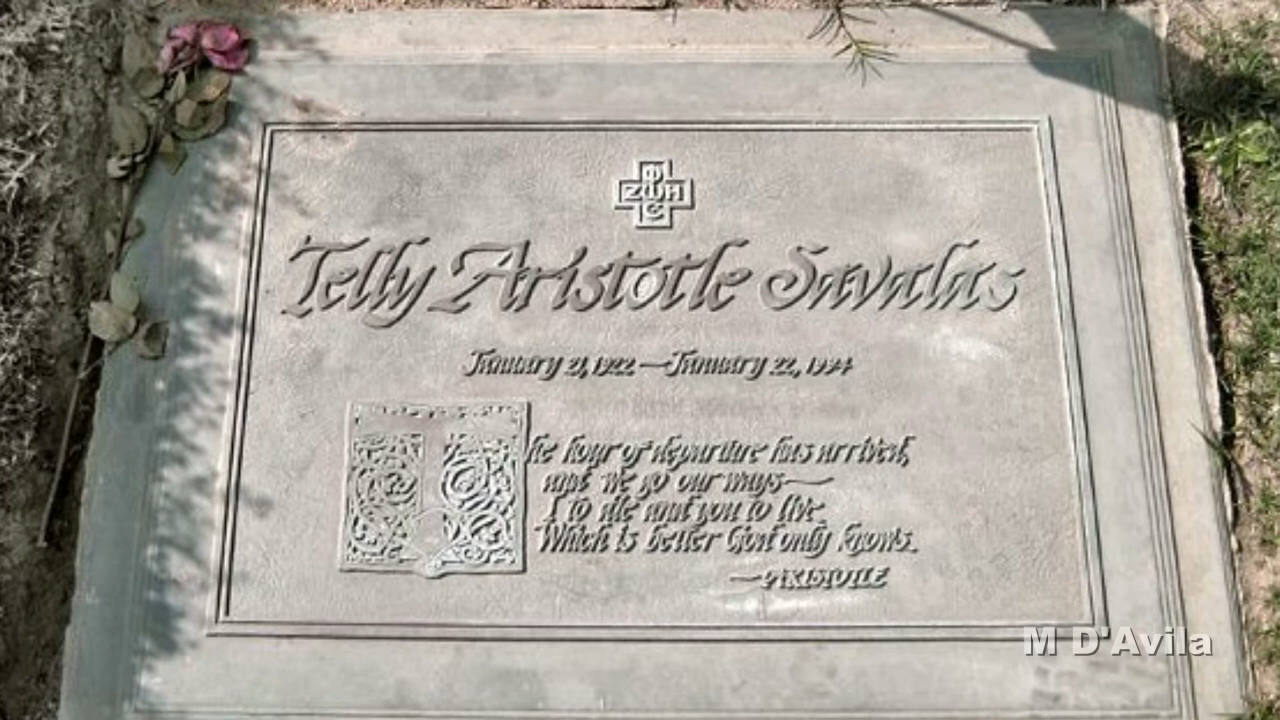 Φ
ΖΩΗ
C
Telly Aristotle Savalas
January 21, 1922 — January 22, 1994
The hour of departure has arrived,
and we go our ways —
I to die and you to live
Which is better God only knows.
— ARISTOTLE
M D'Avila